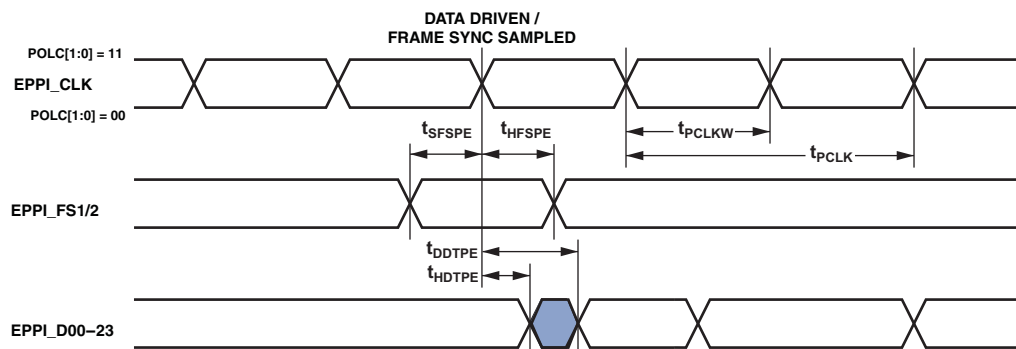 DATA DRIVEN /
FRAME SYNC SAMPLED
POLC[1:0] = 11
EPPI_CLK
POLC[1:0] = 00
tSFSPE
tHFSPE
tPCLKW
tPCLK
EPPI_FS1/2
tDDTPE
tHDTPE
EPPI_D00–23